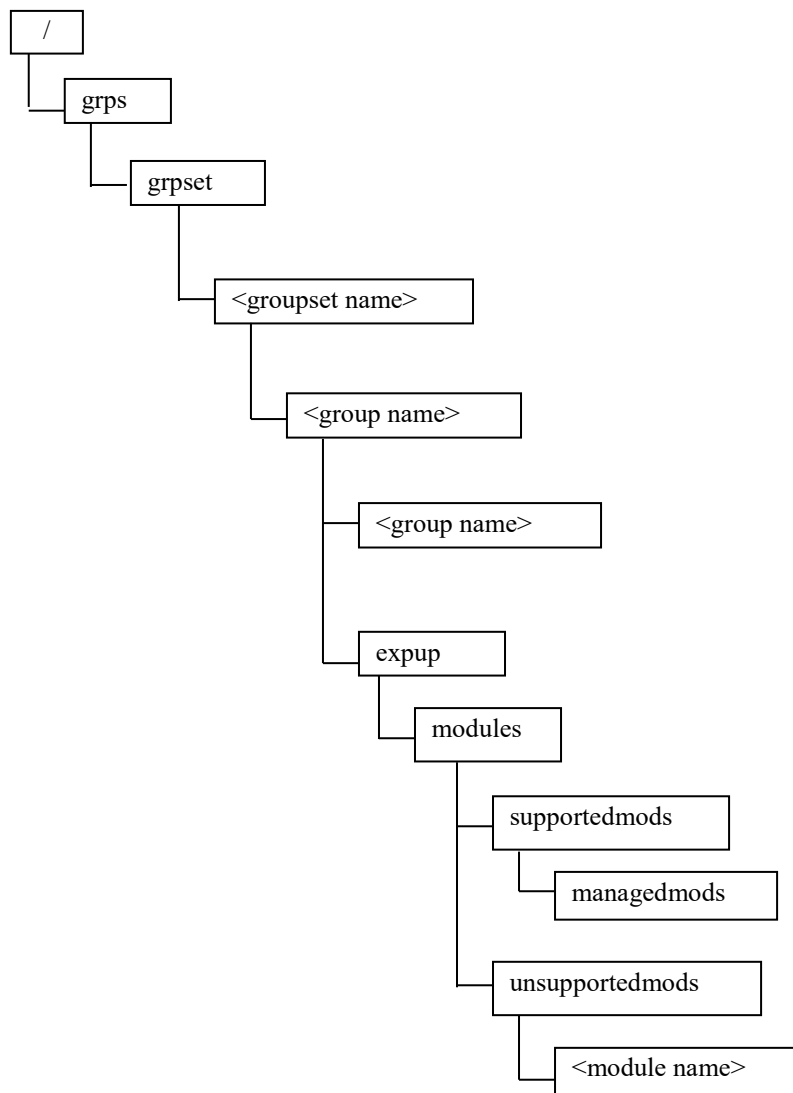 /
grps
grpset
<groupset name>
<group name>
<group name>
expup
modules
supportedmods
managedmods
unsupportedmods
<module name>